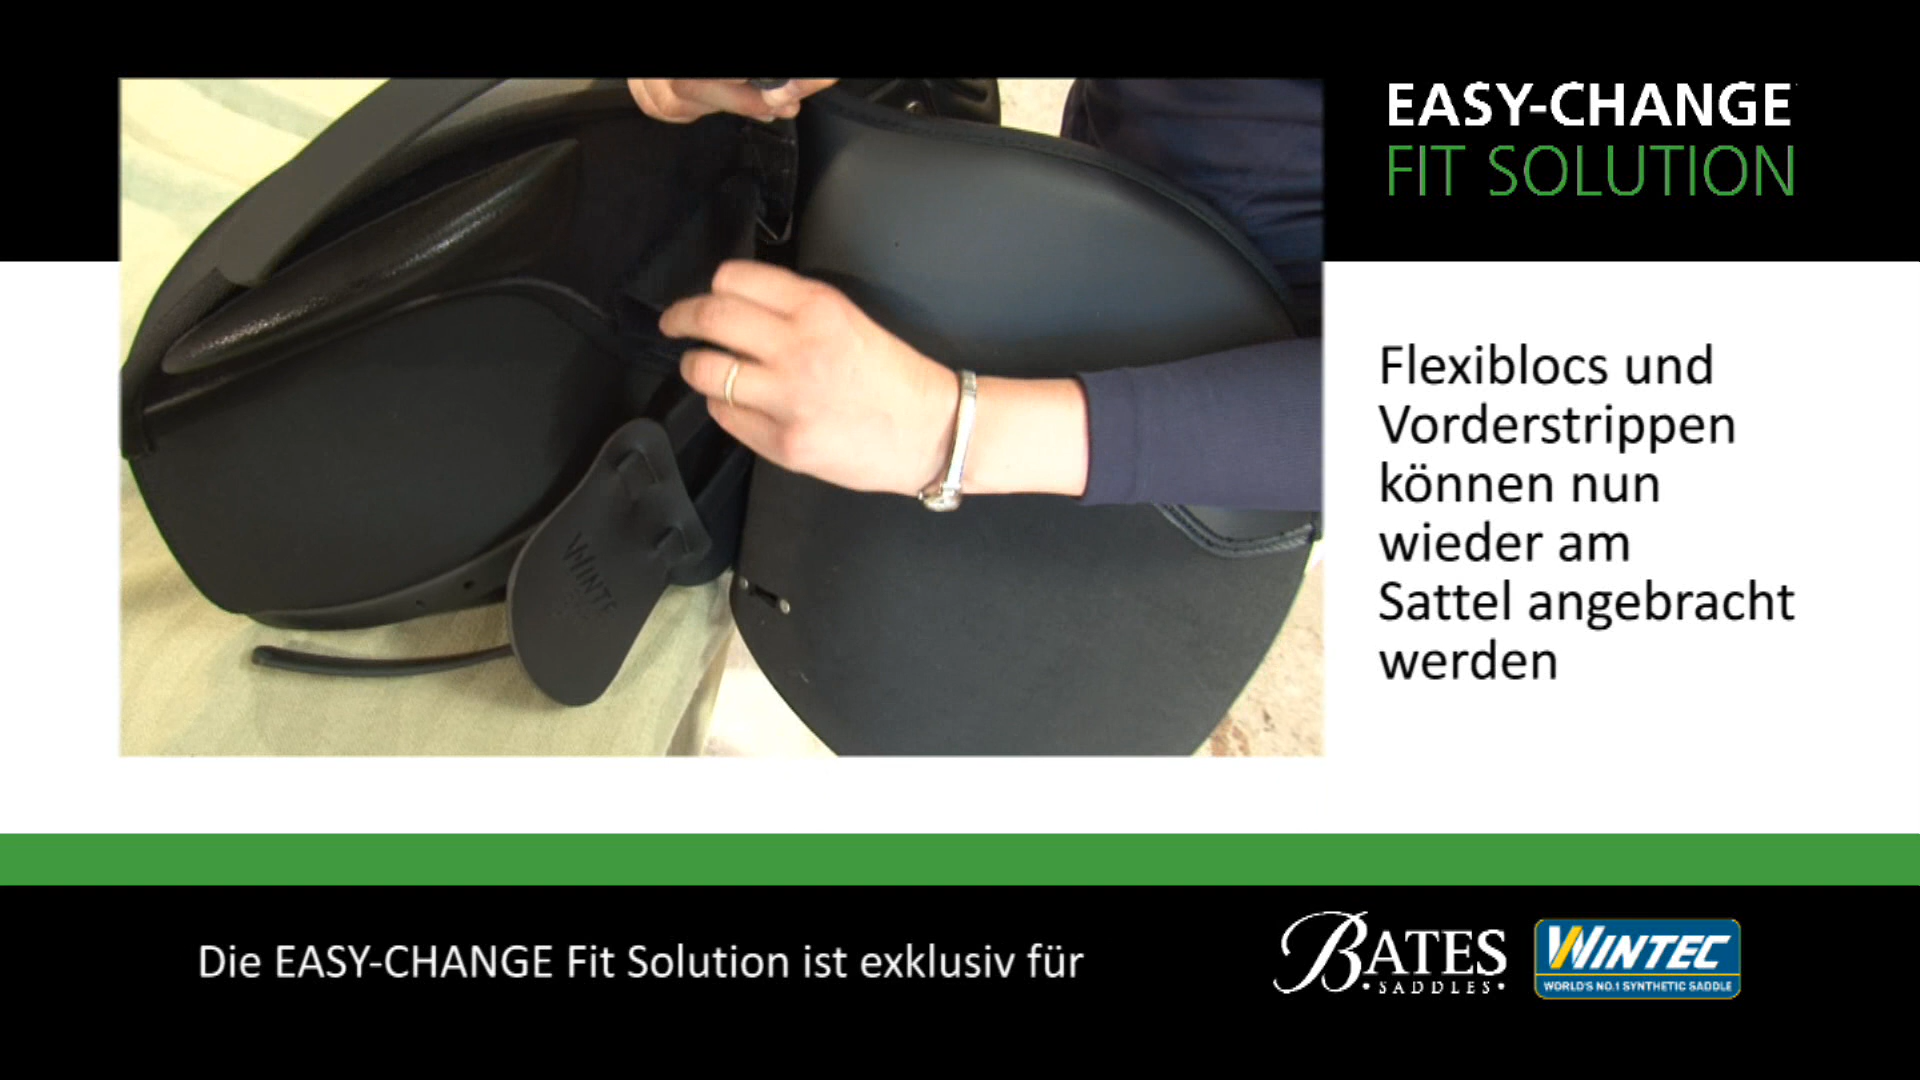 EASY-CHANGE
FIT SOLUTION
Flexiblocs und
Vorderstrippen
können nun
wieder am
Sattel angebracht
werden
WINTE
Die EASY-CHANGE Fit Solution ist exklusiv für
BATES
•SADDLES•
WINTEC
WORLD'S NO.1 SYNTHETIC SADDLE